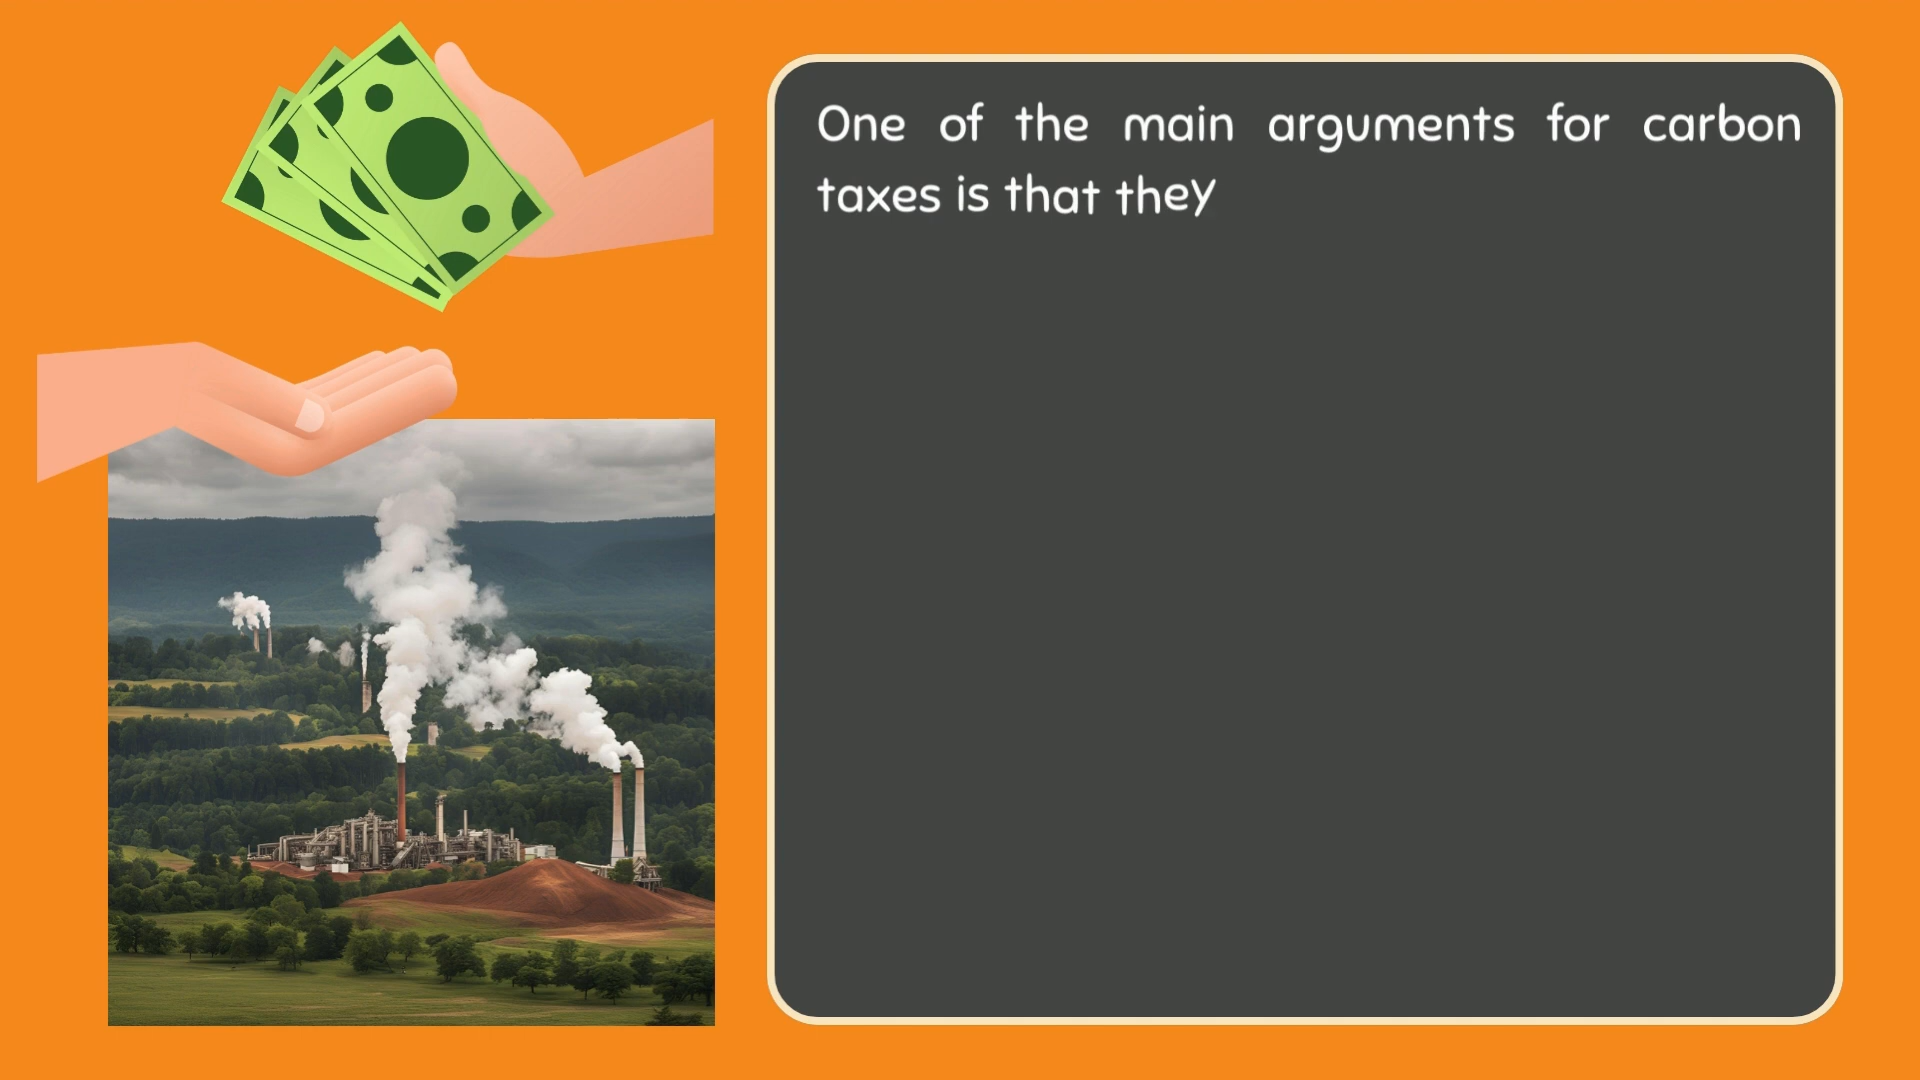 One of the main arguments for carbon
taxes is that they